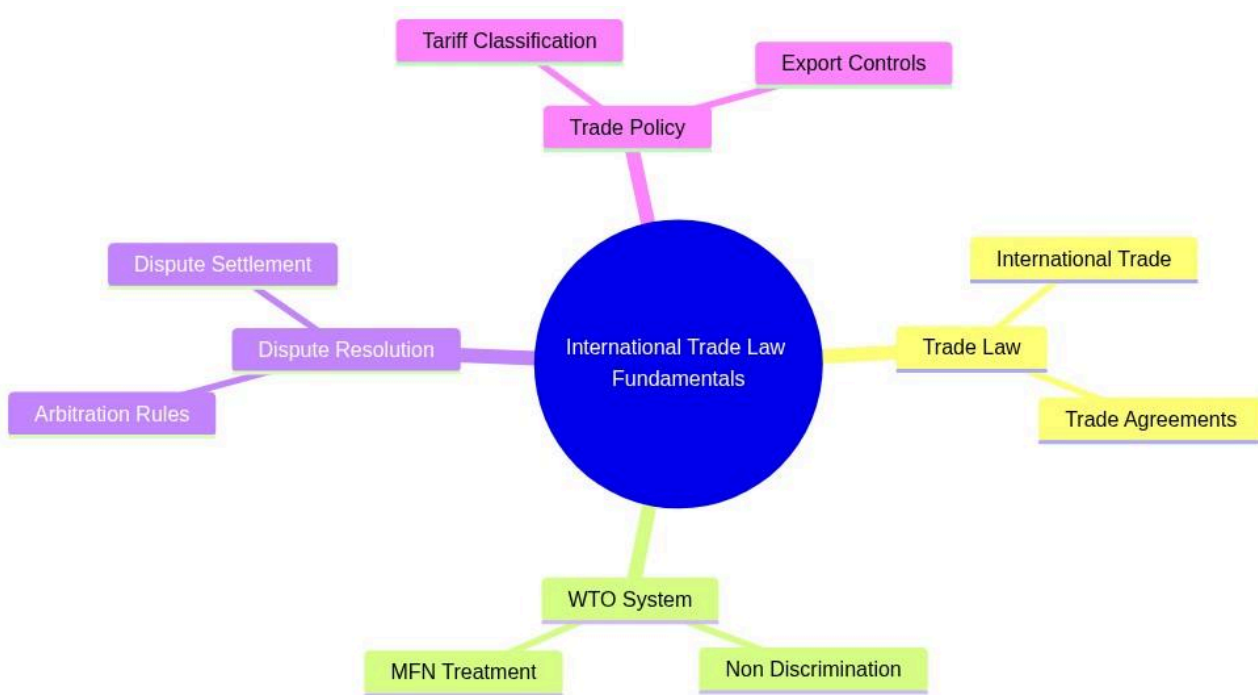 Tariff Classification
Export Controls
Trade Policy
Dispute Settlement
Dispute Resolution
Arbitration Rules
International Trade Law
Fundamentals
International Trade
Trade Law
Trade Agreements
WTO System
MFN Treatment
Non Discrimination